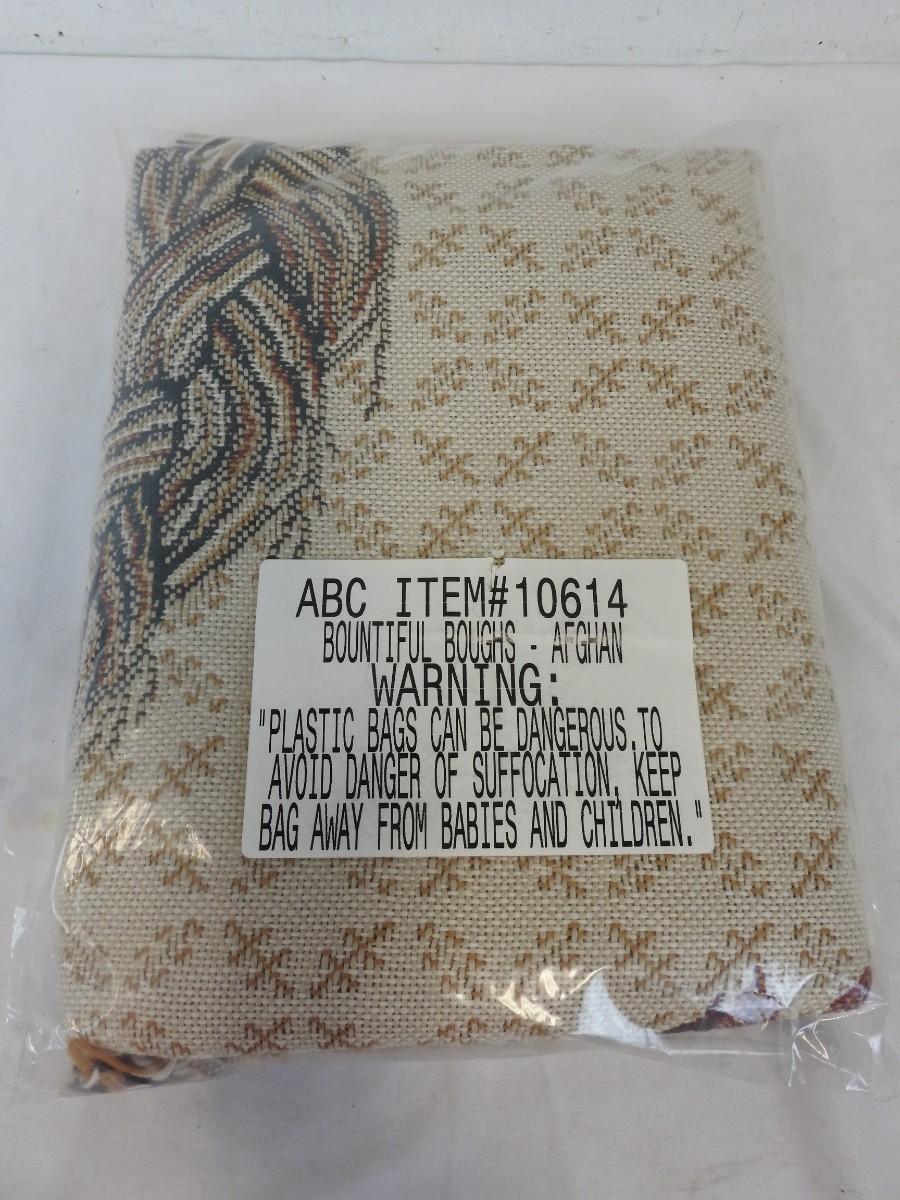 ABC ITEM#10614
BOUNTIFUL BOUGHS - AFGHAN
WARNING:
"PLASTIC BAGS CAN BE DANGEROUS.TO
AVOID DANGER OF SUFFOCATION, KEEP
BAG AWAY FROM BABIES AND CHILDREN."